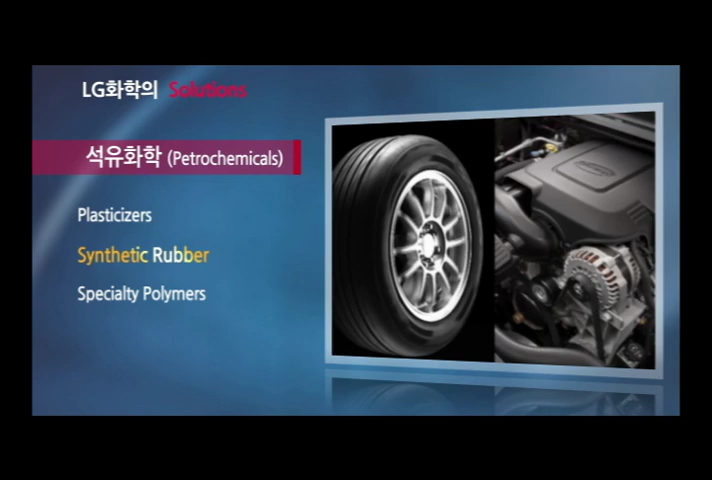 LG화학의 Solutions
석유화학 (Petrochemicals)
Plasticizers
Synthetic Rubber
Specialty Polymers